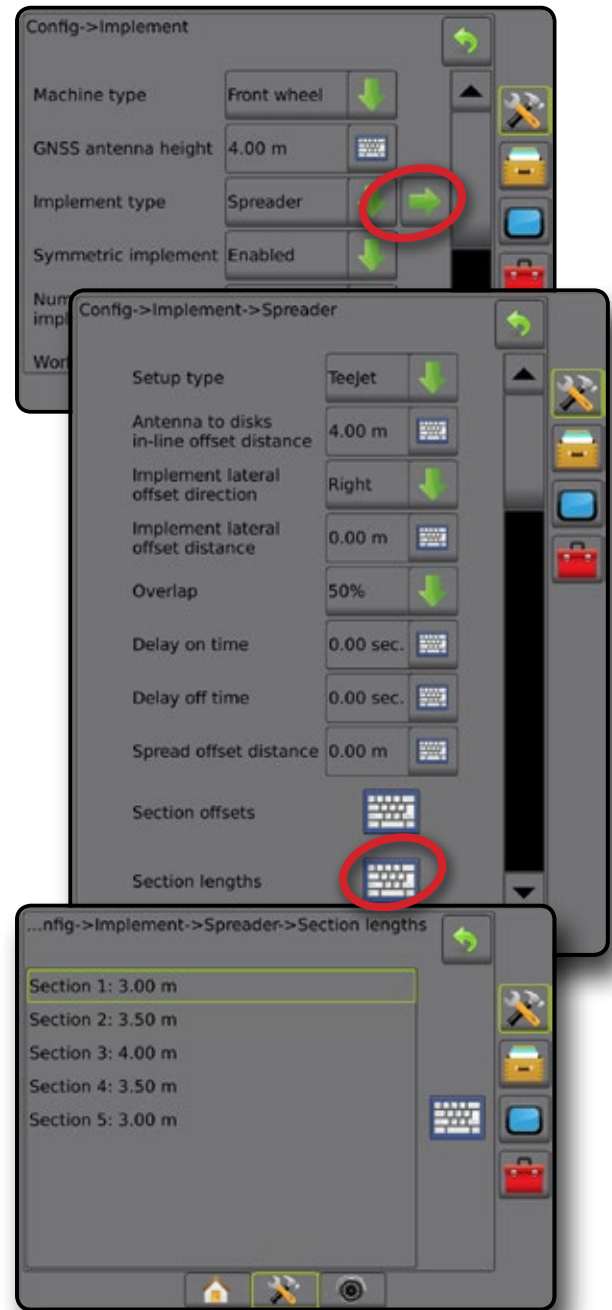 Config->Implement
Machine type Front wheel
GNSS antenna height 4.00 m
Implement type Spreader
Symmetric implement Enabled
Config->Implement->Spreader
Setup type TeeJet
Antenna to disks
in-line offset distance 4.00 m
Implement lateral
offset direction Right
Implement lateral
offset distance 0.00 m
Overlap 50%
Delay on time 0.00 sec.
Delay off time 0.00 sec.
Spread offset distance 0.00 m
Section offsets
Section lengths
...nfig->Implement->Spreader->Section lengths
Section 1: 3.00 m
Section 2: 3.50 m
Section 3: 4.00 m
Section 4: 3.50 m
Section 5: 3.00 m